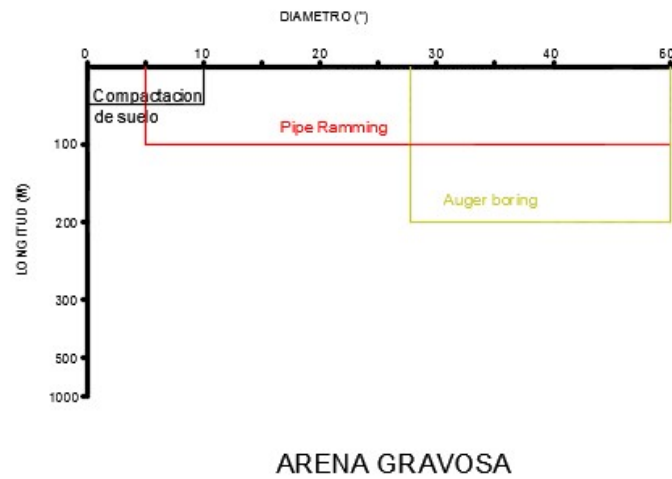 DIAMETRO (")
0 10 20 30 40 50 60
Compactacion
de suelo
Pipe Ramming
100
Auger boring
200
LONGITUD (M)
300
500
1000
ARENA GRAVOSA